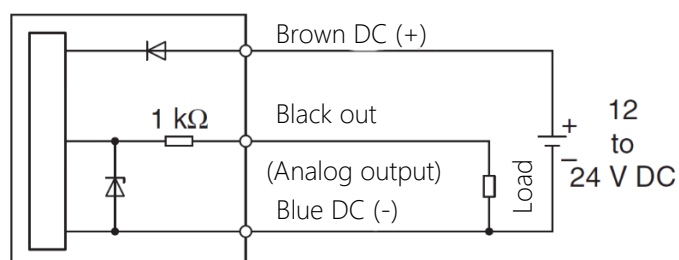 Brown DC (+)
1 kΩ
Black out
(Analog output)
Blue DC (-)
Load
+
12
to
−
24 V DC